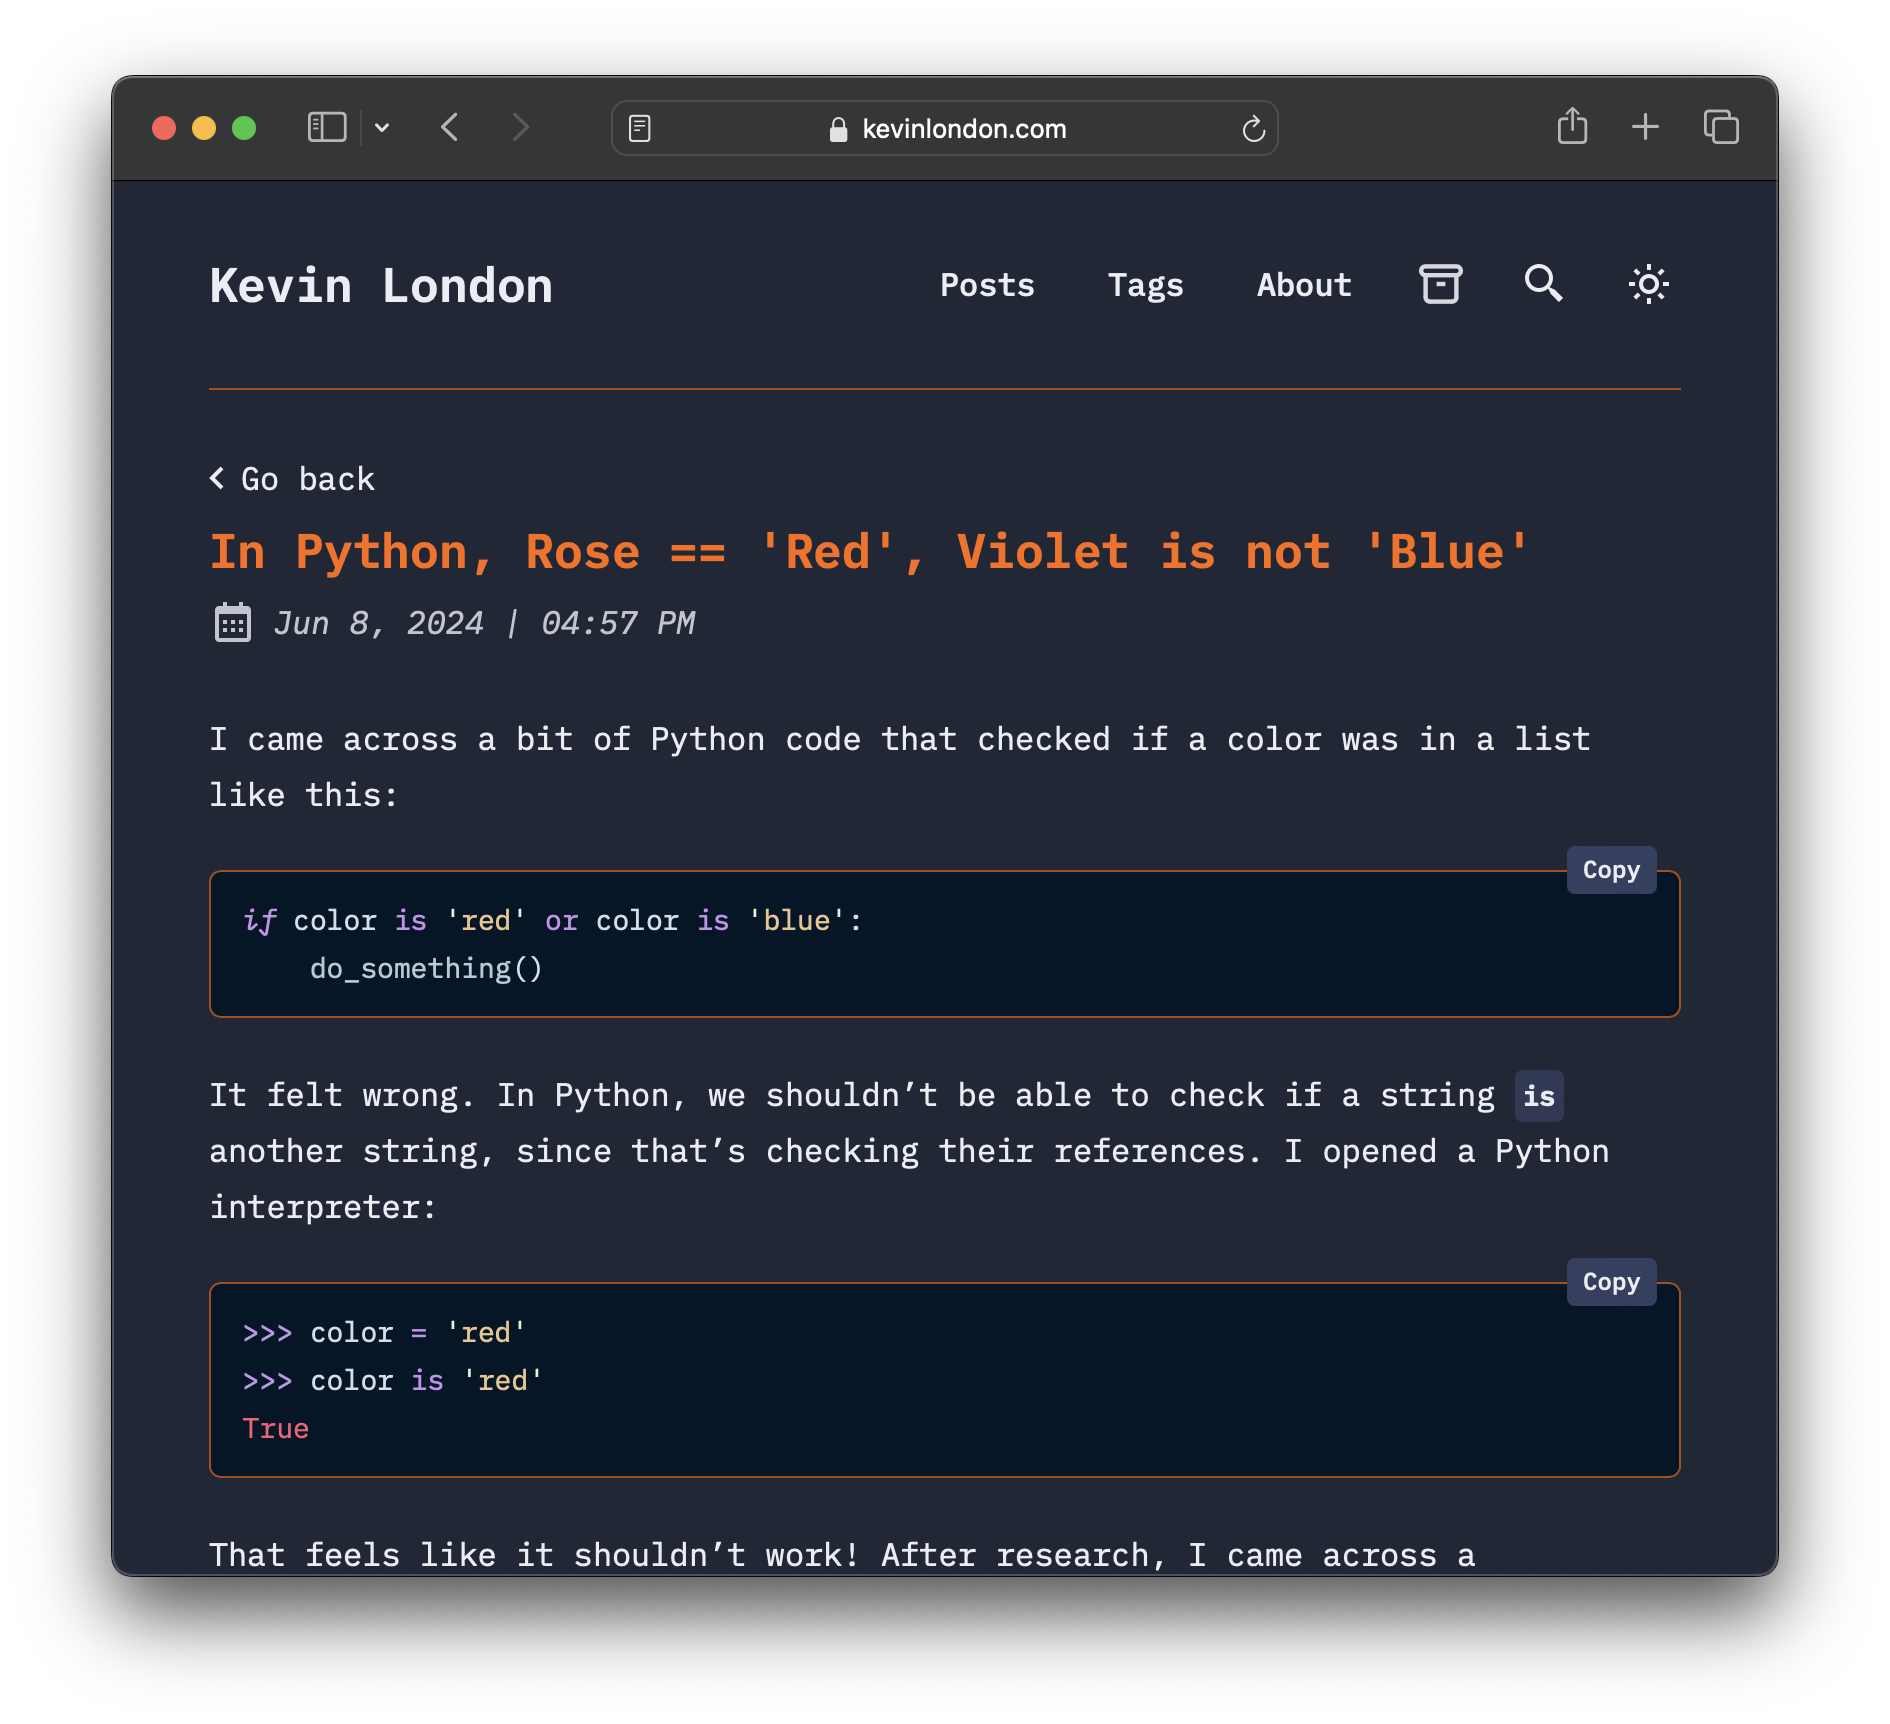 kevinlondon.com
Kevin London
Posts Tags About
Go back
In Python, Rose == 'Red', Violet is not 'Blue'
Jun 8, 2024 | 04:57 PM
I came across a bit of Python code that checked if a color was in a list
like this:
Copy
if color is 'red' or color is 'blue':
    do_something()
It felt wrong. In Python, we shouldn’t be able to check if a string is
another string, since that’s checking their references. I opened a Python
interpreter:
Copy
>>> color = 'red'
>>> color is 'red'
True
That feels like it shouldn’t work! After research, I came across a